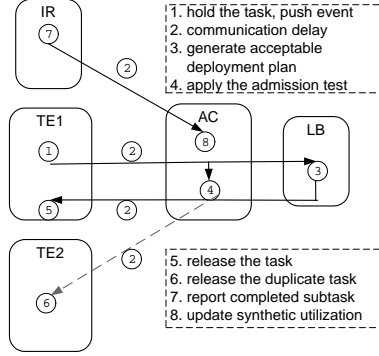 IR
7
2
1. hold the task, push event
2. communication delay
3. generate acceptable
deployment plan
4. apply the admission test
TE1
AC
LB
8
1
2
3
4
5
2
TE2
2
6
5. release the task
6. release the duplicate task
7. report completed subtask
8. update synthetic utilization